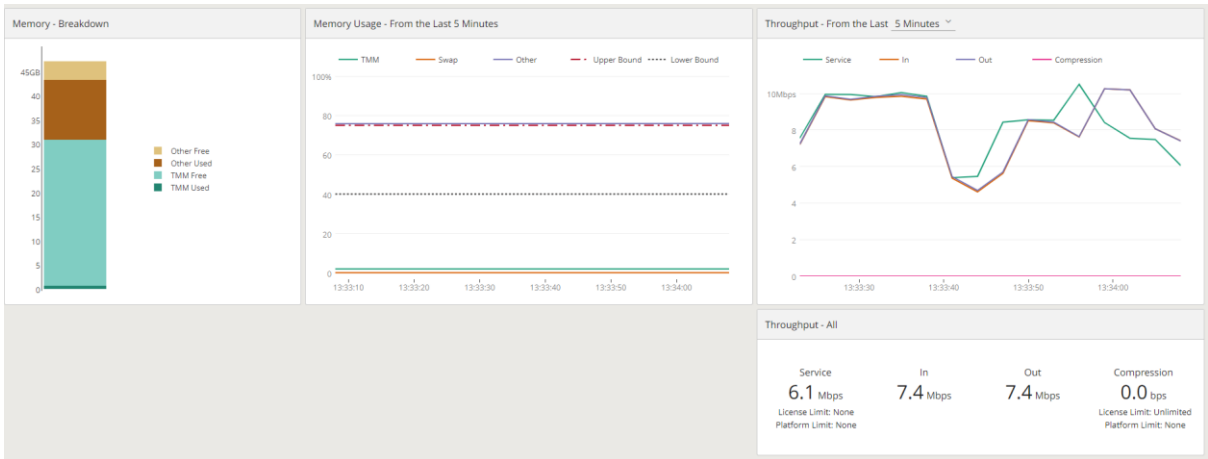 Memory - Breakdown
45GB
40
35
30
25
20
15
10
5
0
Other Free
Other Used
TMM Free
TMM Used
Memory Usage - From the Last 5 Minutes
TMM Swap Other Upper Bound Lower Bound
100%
80
60
40
20
0
13:33:10 13:33:20 13:33:30 13:33:40 13:33:50 13:34:00
Throughput - From the Last 5 Minutes
Service In Out Compression
10Mbps
8
6
4
2
0
13:33:30 13:33:40 13:33:50 13:34:00
Throughput - All
Service In Out Compression
6.1 Mbps 7.4 Mbps 7.4 Mbps 0.0 bps
License Limit: None License Limit: Unlimited
Platform Limit: None Platform Limit: None